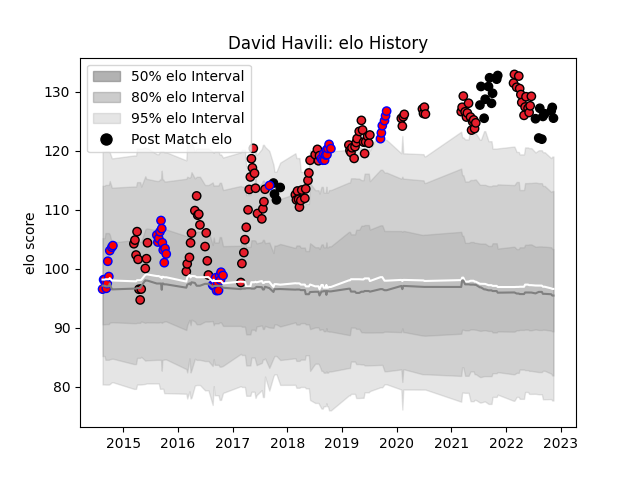 David Havili: elo History
50% elo Interval
80% elo Interval
95% elo Interval
Post Match elo
elo score
130
120
110
100
90
80
2015 2016 2017 2018 2019 2020 2021 2022 2023